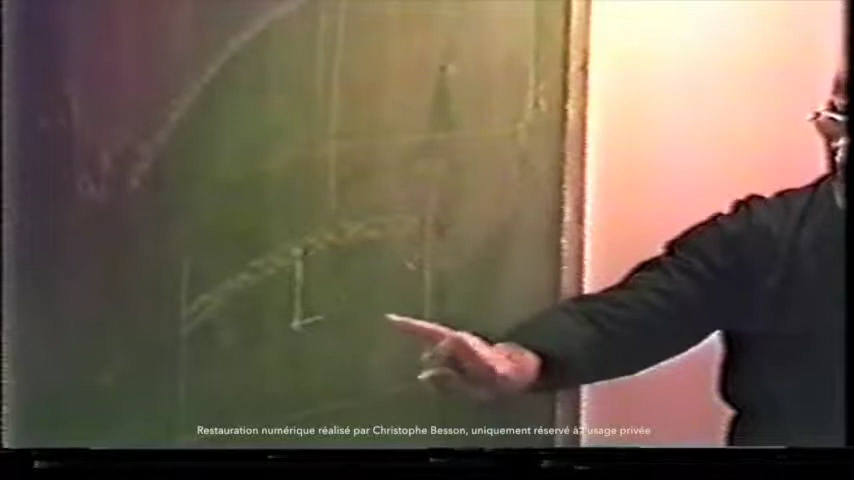 Restauration numérique réalisé par Christophe Besson, uniquement réservé à l'usage privée